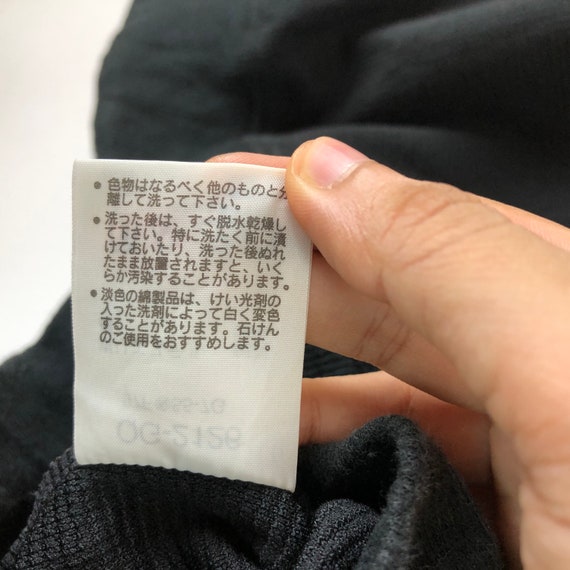 ● 色物はなるべく他のものと分
離して洗って下さい。
● 洗った後は、すぐ脱水乾燥し
て下さい。特に洗たく前に漬
けておいたり、洗った後ぬれ
たまま放置されますと、いく
らか汚染することがあります。
● 淡色の綿製品は、けい光剤の
入った洗剤によって白く変色
することがあります。石けん
のご使用をおすすめします。
OG-2126